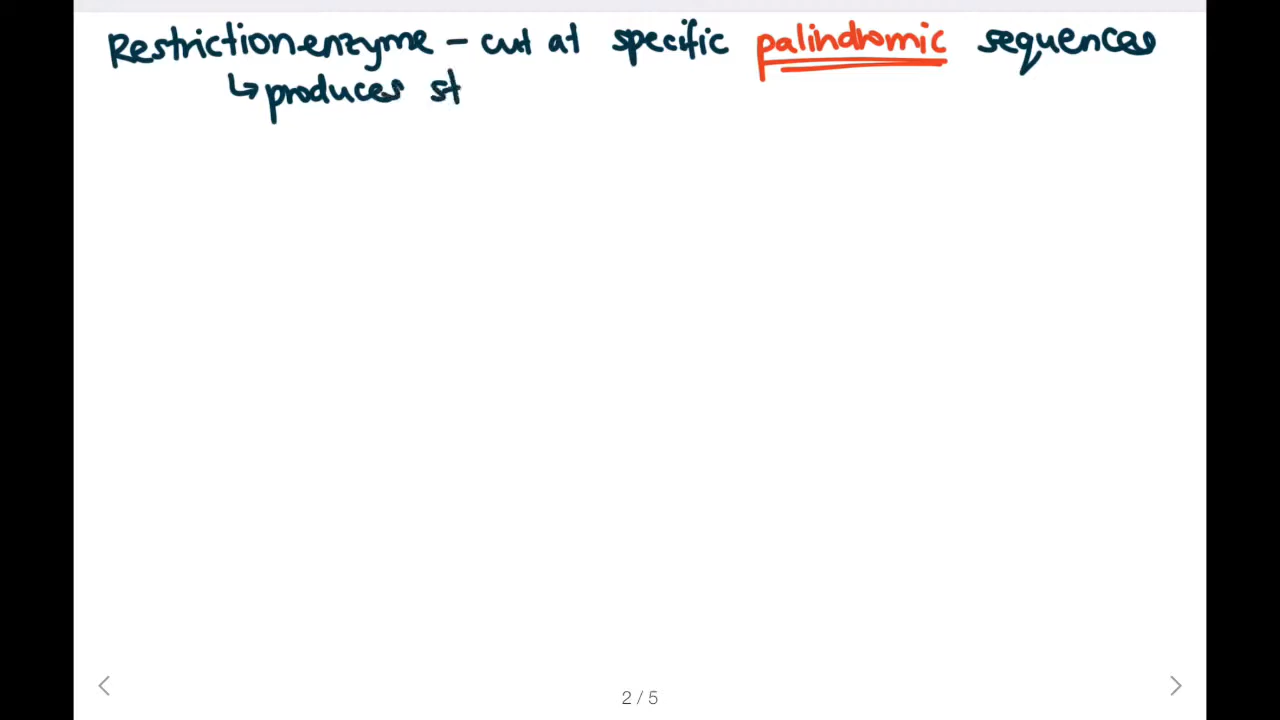 Restriction enzyme - cut at specific palindromic sequences
↳ produces st
2 / 5